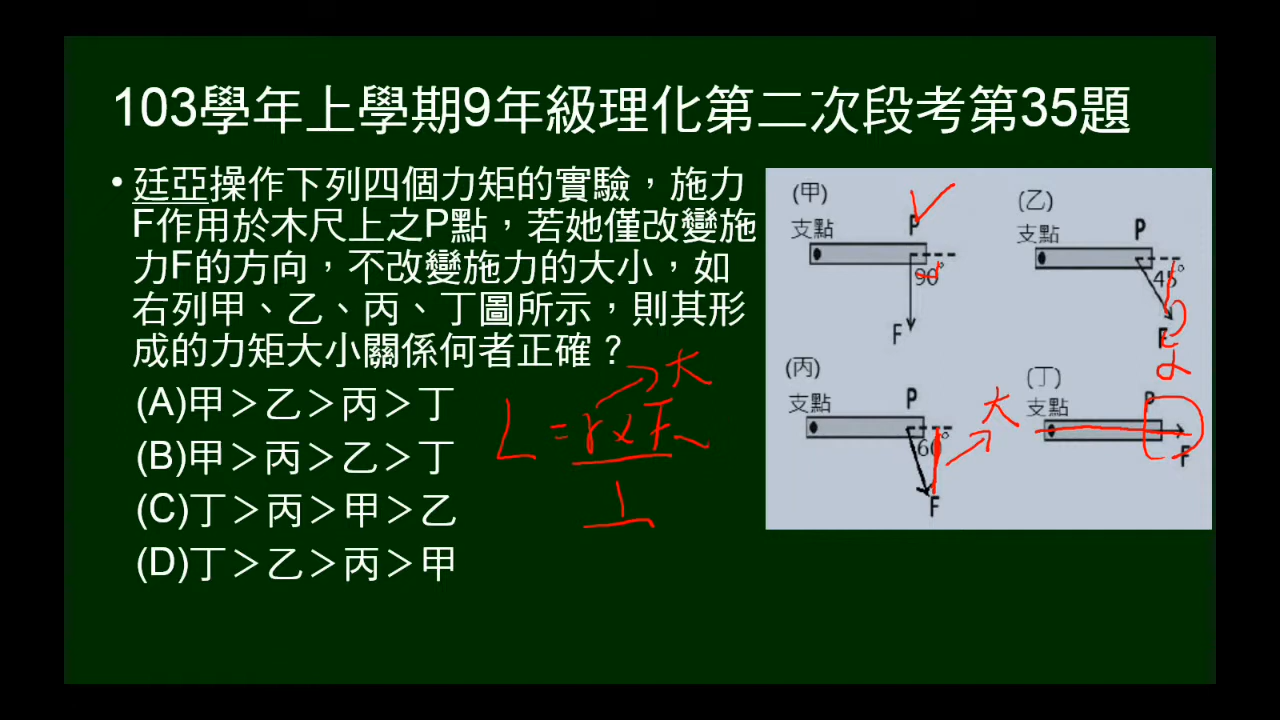 103學年上學期9年級理化第二次段考第35題
• 廷亞操作下列四個力矩的實驗，施力
F作用於木尺上之P點，若她僅改變施
力F的方向，不改變施力的大小，如
右列甲、乙、丙、丁圖所示，則其形
成的力矩大小關係何者正確？
(A)甲＞乙＞丙＞丁
(B)甲＞丙＞乙＞丁
(C)丁＞丙＞甲＞乙
(D)丁＞乙＞丙＞甲
L = r x F
大
⊥
(甲)
支點
P
90°
F
(乙)
支點
P
45°
F
(丙)
支點
P
60°
F
大
(丁)
支點
P
F